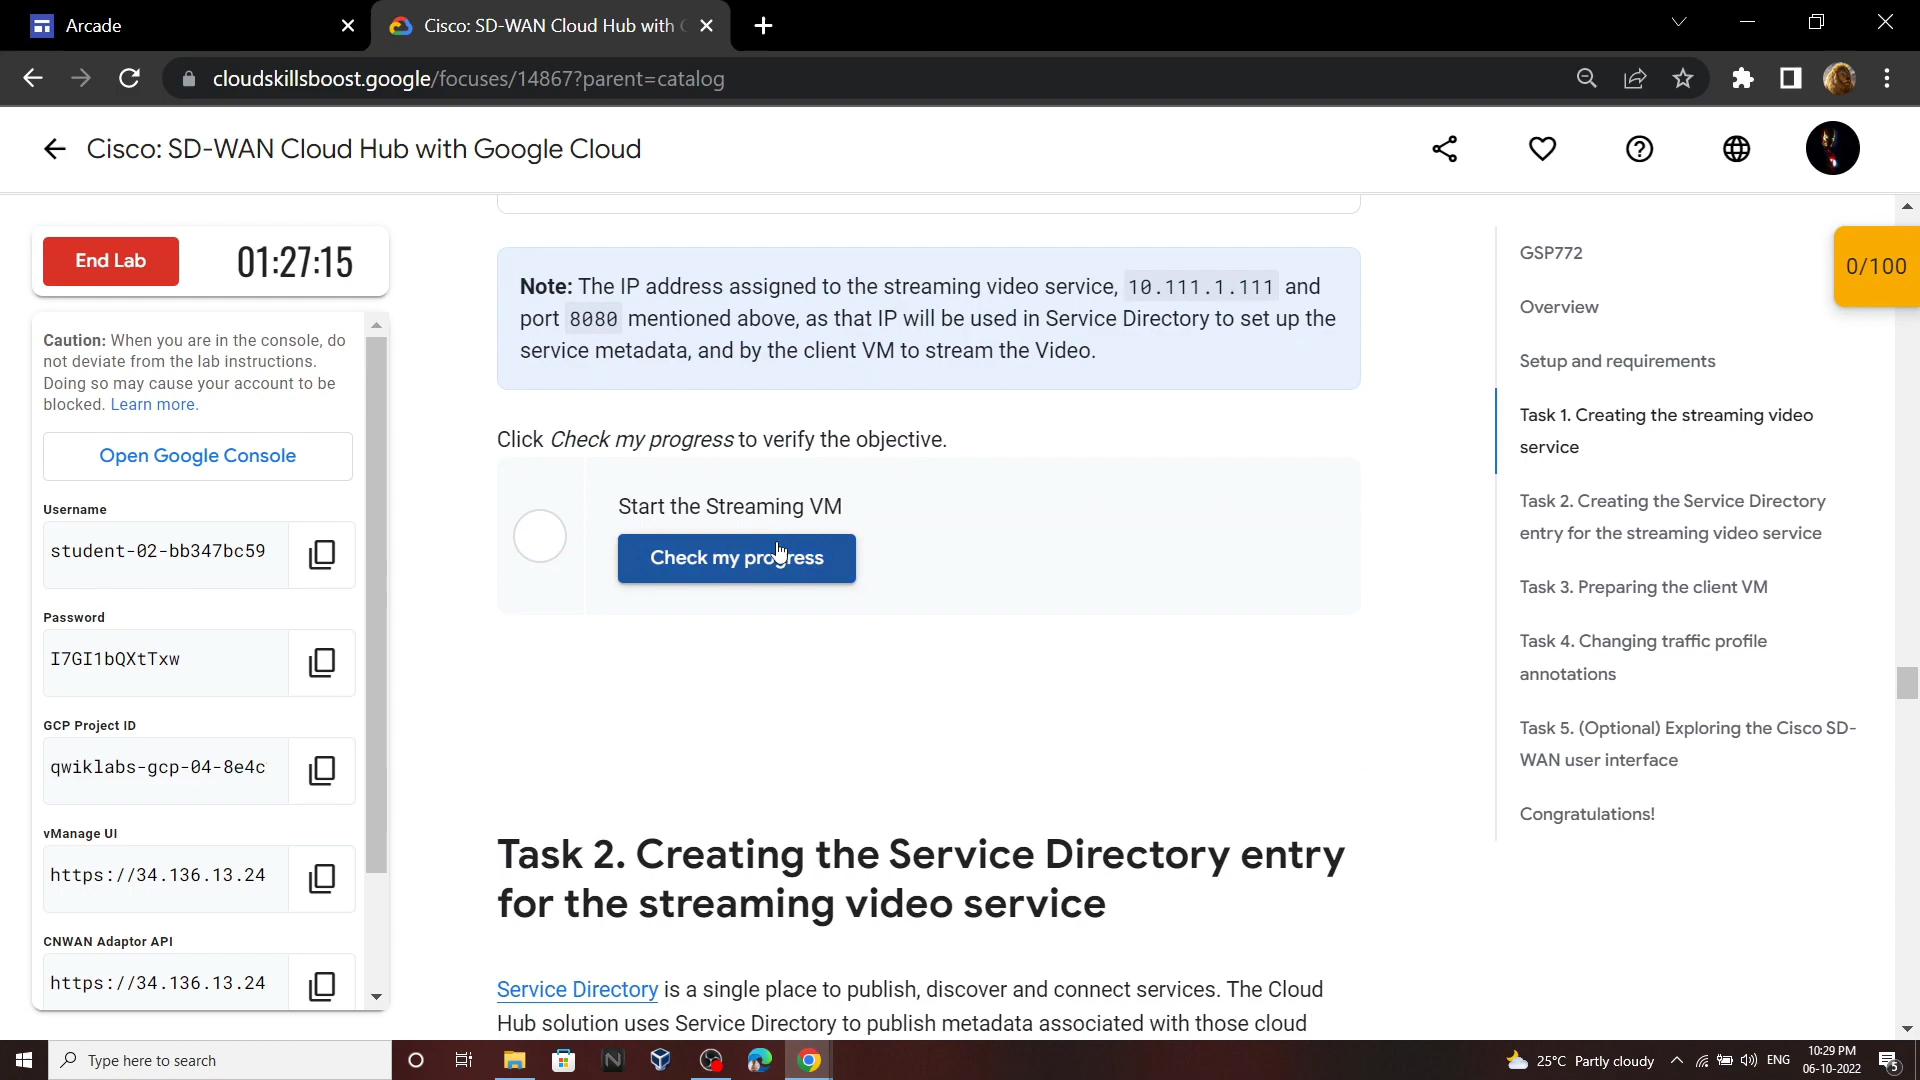 Arcade
Cisco: SD-WAN Cloud Hub with
cloudskillsboost.google/focuses/14867?parent=catalog
Cisco: SD-WAN Cloud Hub with Google Cloud
End Lab
01:27:15
Caution: When you are in the console, do
not deviate from the lab instructions.
Doing so may cause your account to be
blocked. Learn more.
Open Google Console
Username
student-02-bb347bc59
Password
I7GI1bQXtTxw
GCP Project ID
qwiklabs-gcp-04-8e4c
vManage UI
https://34.136.13.24
CNWAN Adaptor API
https://34.136.13.24
Note: The IP address assigned to the streaming video service, 10.111.1.111 and
port 8080 mentioned above, as that IP will be used in Service Directory to set up the
service metadata, and by the client VM to stream the Video.
Click Check my progress to verify the objective.
Start the Streaming VM
Check my progress
Task 2. Creating the Service Directory entry
for the streaming video service
Service Directory is a single place to publish, discover and connect services. The Cloud
Hub solution uses Service Directory to publish metadata associated with those cloud
GSP772
Overview
Setup and requirements
Task 1. Creating the streaming video
service
Task 2. Creating the Service Directory
entry for the streaming video service
Task 3. Preparing the client VM
Task 4. Changing traffic profile
annotations
Task 5. (Optional) Exploring the Cisco SD-
WAN user interface
Congratulations!
0/100
Type here to search
25°C Partly cloudy
ENG
10:29 PM
06-10-2022
5